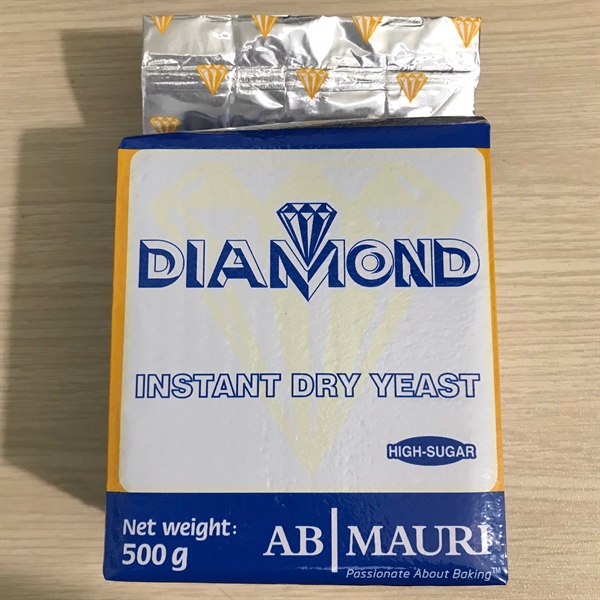 DIAMOND
INSTANT DRY YEAST
HIGH-SUGAR
Net weight:
500 g
AB|MAURI
Passionate About Baking™